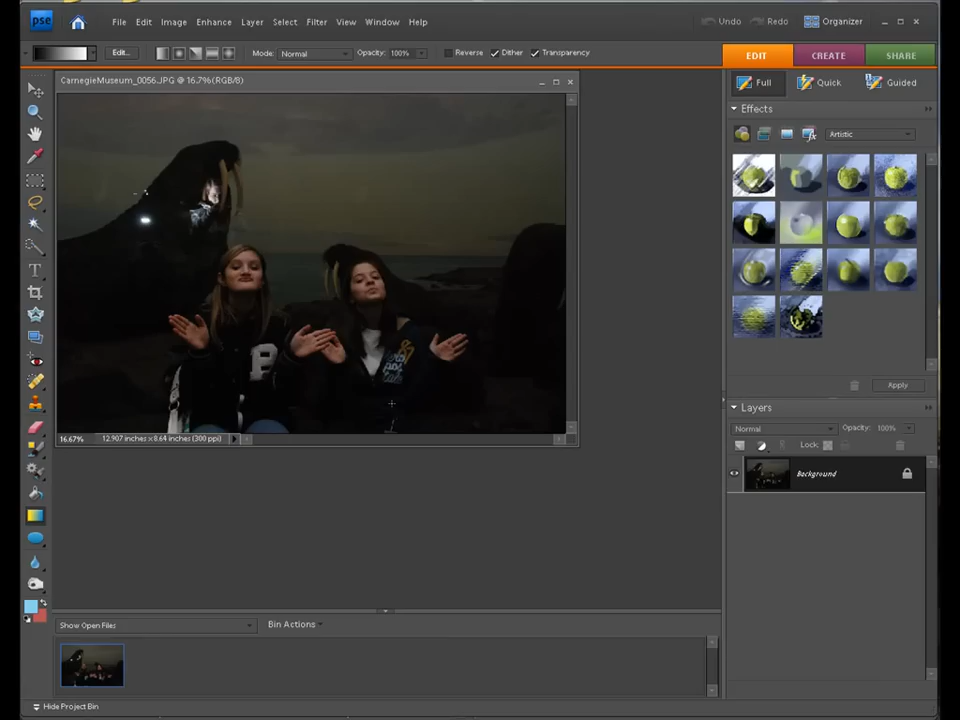 pse File Edit Image Enhance Layer Select Filter View Window Help Undo Redo Organizer
Edit... Mode: Normal Opacity: 100% Reverse Dither Transparency
EDIT CREATE SHARE
CarnegieMuseum_0056.JPG @ 16.7%(RGB/8)
Full Quick Guided
Effects
Artistic
P
Apply
Layers
Normal Opacity: 100%
Lock:
16.67% 12.907 inches x 8.64 inches (300 ppi)
Background
Show Open Files Bin Actions
Hide Project Bin